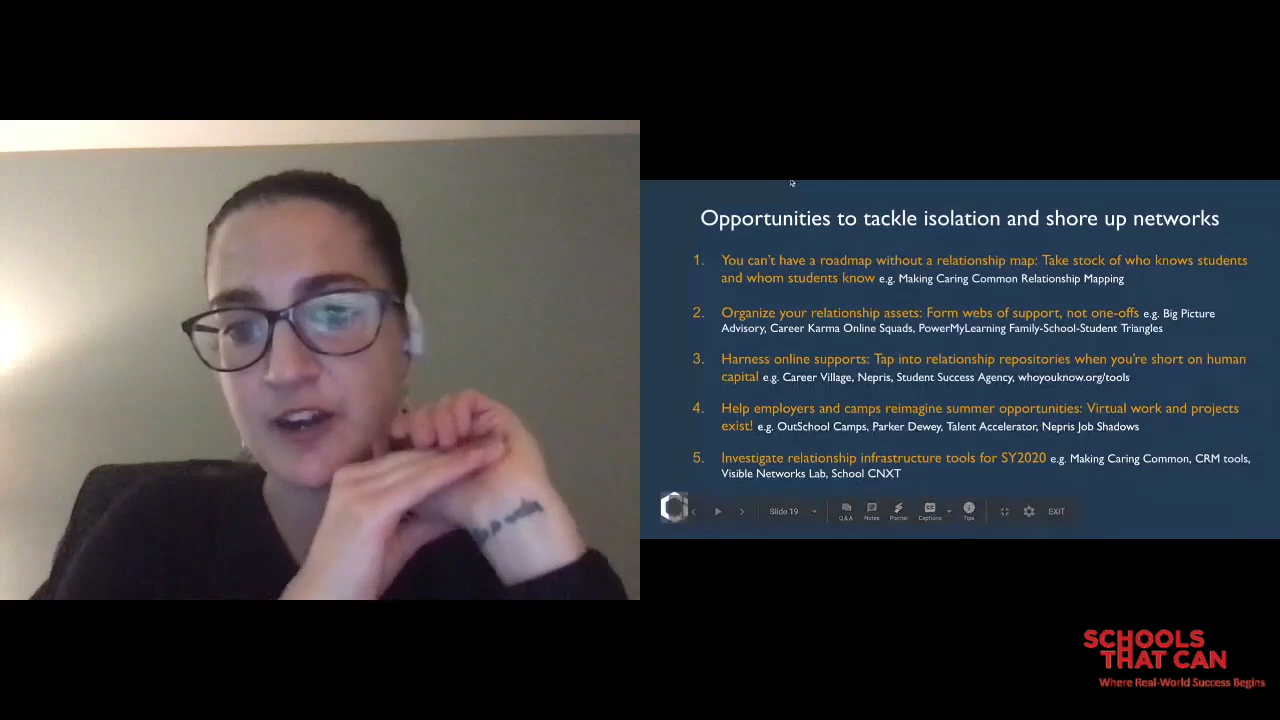 Opportunities to tackle isolation and shore up networks
1. You can't have a roadmap without a relationship map: Take stock of who knows students
and whom students know e.g. Making Caring Common Relationship Mapping
2. Organize your relationship assets: Form webs of support, not one-offs e.g. Big Picture
Advisory, Career Karma Online Squads, PowerMyLearning Family-School-Student Triangles
3. Harness online supports: Tap into relationship repositories when you're short on human
capital e.g. Career Village, Nepris, Student Success Agency, whoyouknow.org/tools
4. Help employers and camps reimagine summer opportunities: Virtual work and projects
exist! e.g. OutSchool Camps, Parker Dewey, Talent Accelerator, Nepris Job Shadows
5. Investigate relationship infrastructure tools for SY2020 e.g. Making Caring Common, CRM tools,
Visible Networks Lab, School CNXT
Slide 19
Q&A
Notes
Pointer
Captions
Tips
EXIT
SCHOOLS
THAT CAN
Where Real-World Success Begins